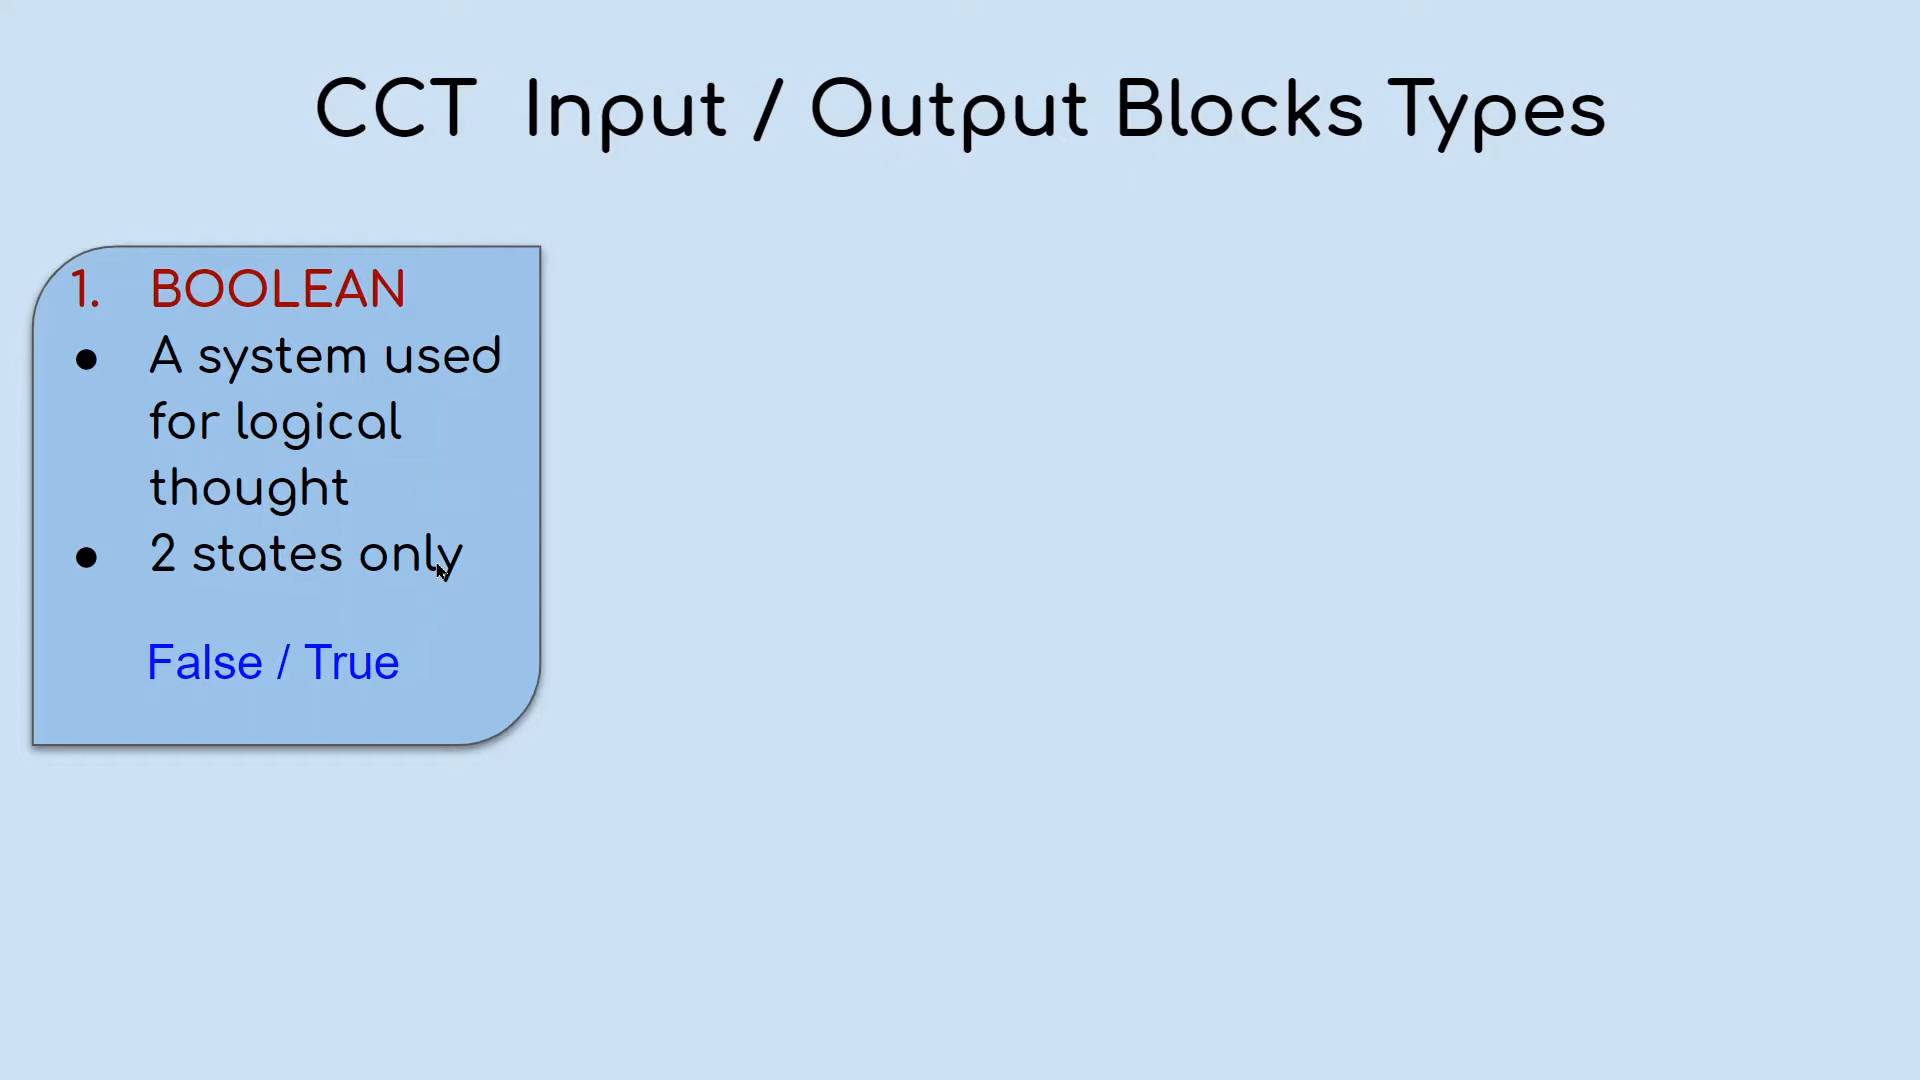 CCT Input / Output Blocks Types
1. BOOLEAN
● A system used
for logical
thought
● 2 states only
False / True